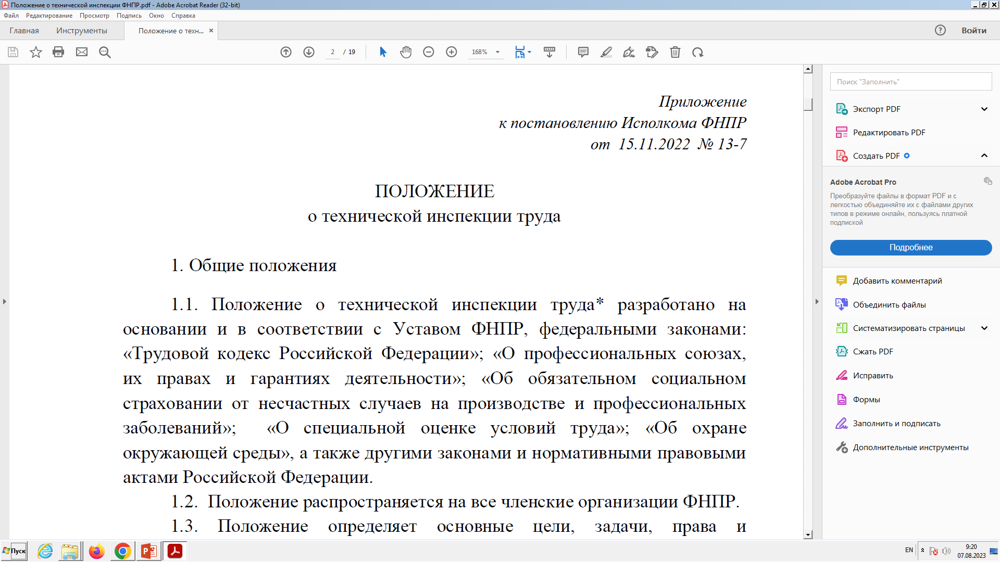 Положение о технической инспекции ФНПР.pdf - Adobe Acrobat Reader (32-bit)
Файл Редактирование Просмотр Подпись Окно Справка
Главная Инструменты Положение о техн... × Войти
2 / 19 168%
Приложение
к постановлению Исполкома ФНПР
от 15.11.2022 № 13-7
ПОЛОЖЕНИЕ
о технической инспекции труда
1. Общие положения
1.1. Положение о технической инспекции труда* разработано на
основании и в соответствии с Уставом ФНПР, федеральными законами:
«Трудовой кодекс Российской Федерации»; «О профессиональных союзах,
их правах и гарантиях деятельности»; «Об обязательном социальном
страховании от несчастных случаев на производстве и профессиональных
заболеваний»; «О специальной оценке условий труда»; «Об охране
окружающей среды», а также другими законами и нормативными правовыми
актами Российской Федерации.
1.2. Положение распространяется на все членские организации ФНПР.
1.3. Положение определяет основные цели, задачи, права и
Поиск "Заполнить"
Экспорт PDF
Редактировать PDF
Создать PDF
Adobe Acrobat Pro
Преобразуйте файлы в формат PDF и с
легкостью объединяйте их с файлами других
типов в режиме онлайн, пользуясь платной
подпиской
Подробнее
Добавить комментарий
Объединить файлы
Систематизировать страницы
Сжать PDF
Исправить
Формы
Заполнить и подписать
Дополнительные инструменты
Пуск
EN
9:20
07.08.2023